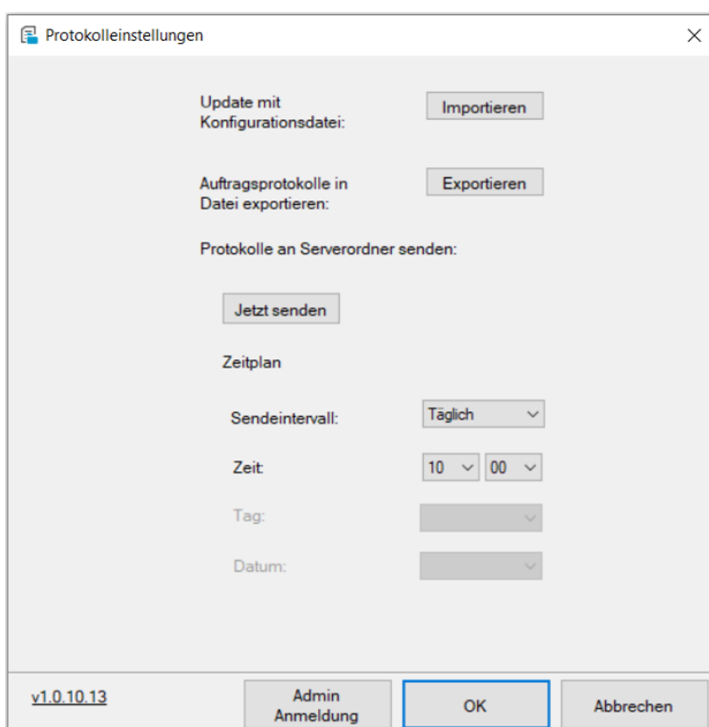 Protokolleinstellungen
Update mit
Konfigurationsdatei:
Importieren
Auftragsprotokolle in
Datei exportieren:
Exportieren
Protokolle an Serverordner senden:
Jetzt senden
Zeitplan
Sendeintervall:
Täglich
Zeit:
10
00
Tag:
Datum:
v1.0.10.13
Admin
Anmeldung
OK
Abbrechen